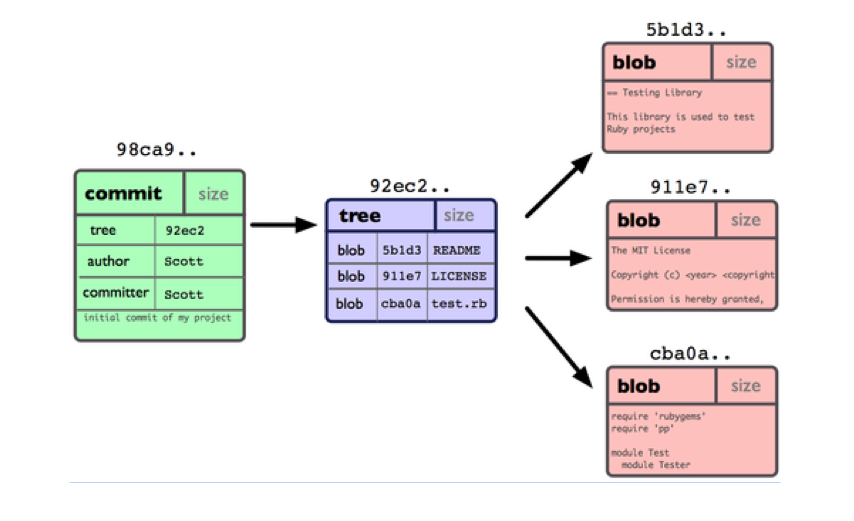 98ca9..
commit size
tree 92ec2
author Scott
committer Scott
initial commit of my project
92ec2..
tree size
blob 5b1d3 README
blob 911e7 LICENSE
blob cba0a test.rb
5b1d3..
blob size
== Testing Library
This library is used to test
Ruby projects
911e7..
blob size
The MIT License
Copyright (c) <year> <copyright
Permission is hereby granted,
cba0a..
blob size
require 'rubygems'
require 'pp'
module Test
module Tester